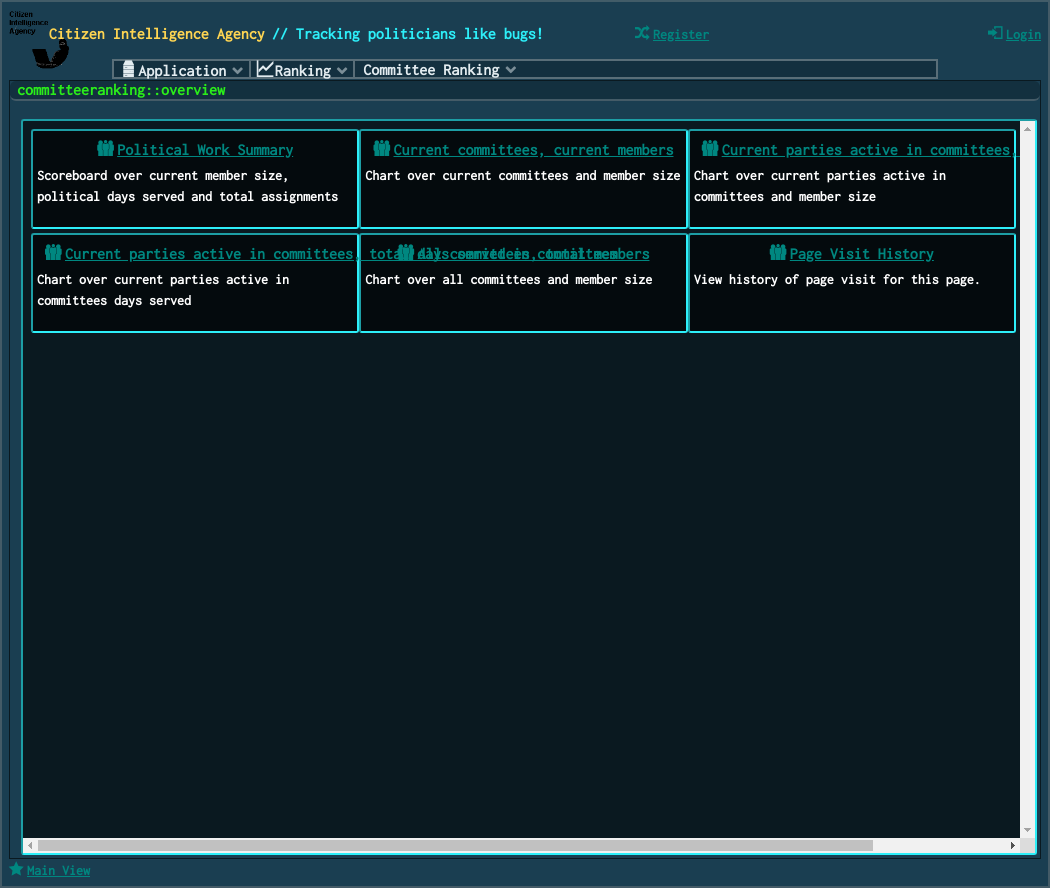 Citizen
Intelligence
Agency
Citizen Intelligence Agency // Tracking politicians like bugs!
Register
Login
Application
Ranking
Committee Ranking
committeeranking::overview
Political Work Summary
Scoreboard over current member size,
political days served and total assignments
Current committees, current members
Chart over current committees and member size
Current parties active in committees,
Chart over current parties active in
committees and member size
Current parties active in committees, total days served in committees
Chart over current parties active in
committees days served
All committees, total members
Chart over all committees and member size
Page Visit History
View history of page visit for this page.
Main View